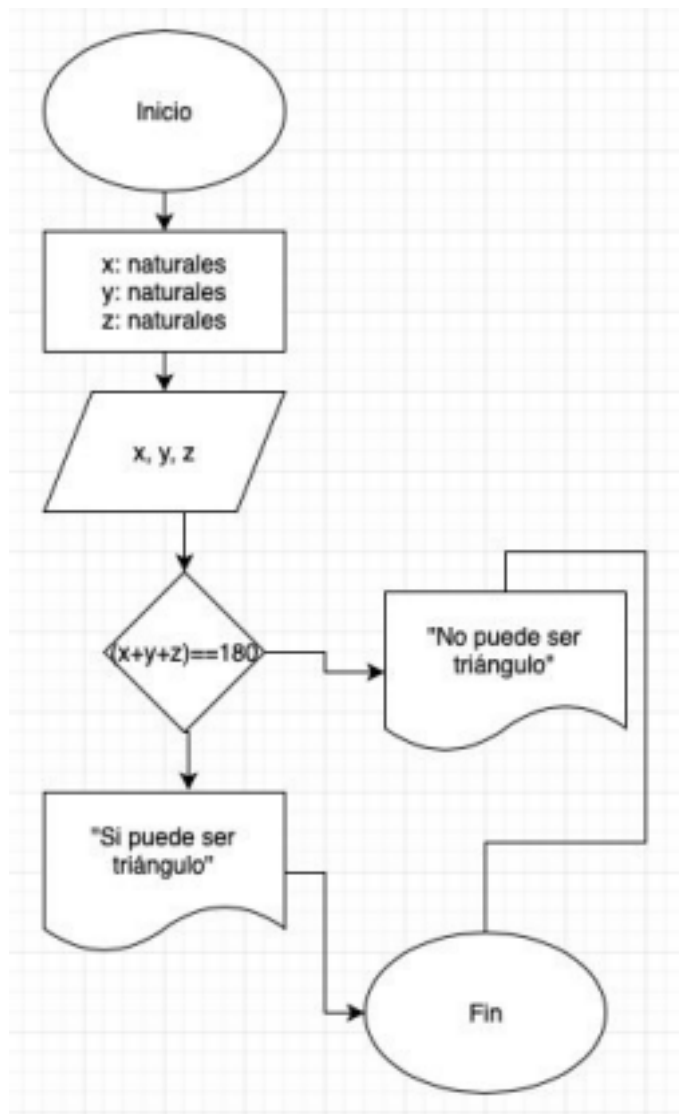 Inicio
x: naturales
y: naturales
z: naturales
x, y, z
(x+y+z)==180
"No puede ser
triángulo"
"Si puede ser
triángulo"
Fin